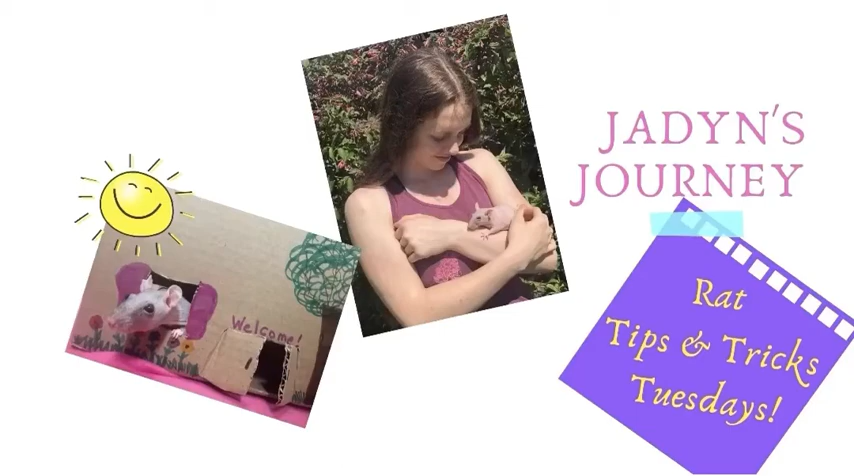 JADYN'S
JOURNEY
Welcome!
Rat
Tips & Tricks
Tuesdays!